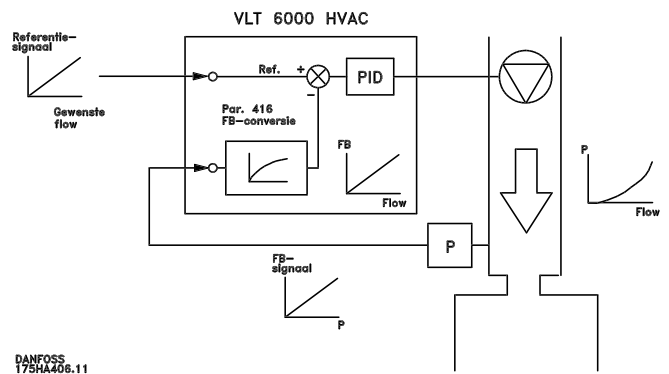 VLT 6000 HVAC
Referentie-
signaal
Gewenste
flow
Ref.
+
-
PID
Par. 416
FB-conversie
FB
Flow
P
Flow
P
FB-
signaal
P
DANFOSS
175HA406.11